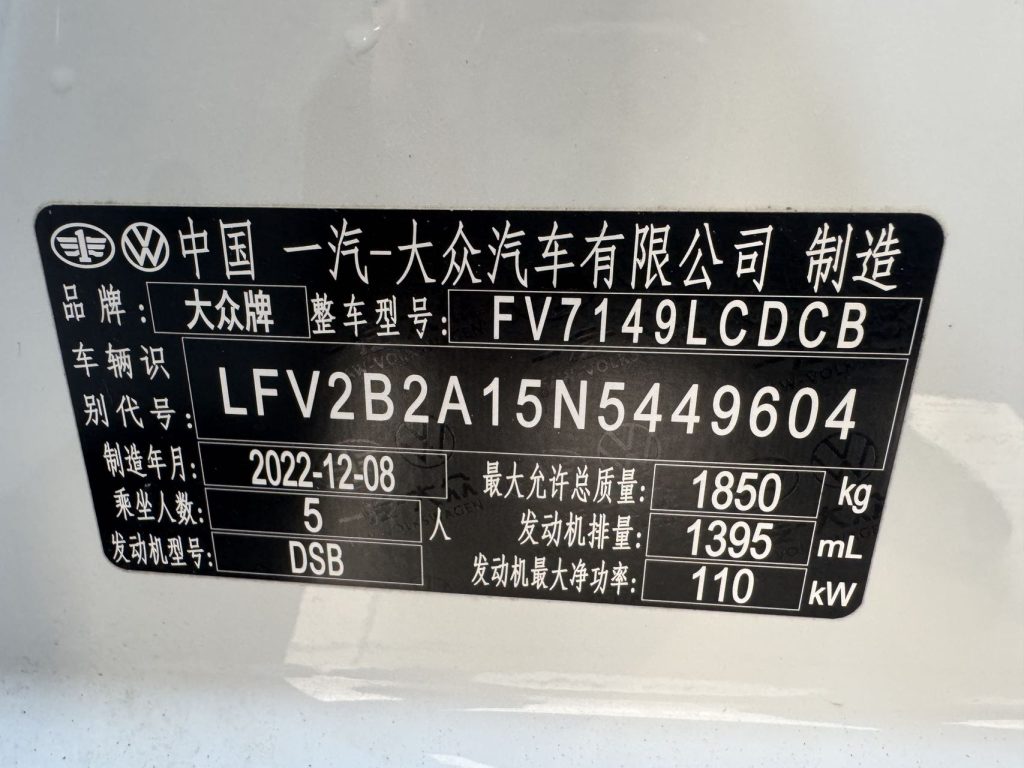 中国 一汽-大众汽车有限公司 制造
品牌: 大众牌 整车型号: FV7149LCDCB
车辆识
别代号: LFV2B2A15N5449604
制造年月: 2022-12-08 最大允许总质量: 1850 kg
乘坐人数: 5 人 发动机排量: 1395 mL
发动机型号: DSB 发动机最大净功率: 110 kW